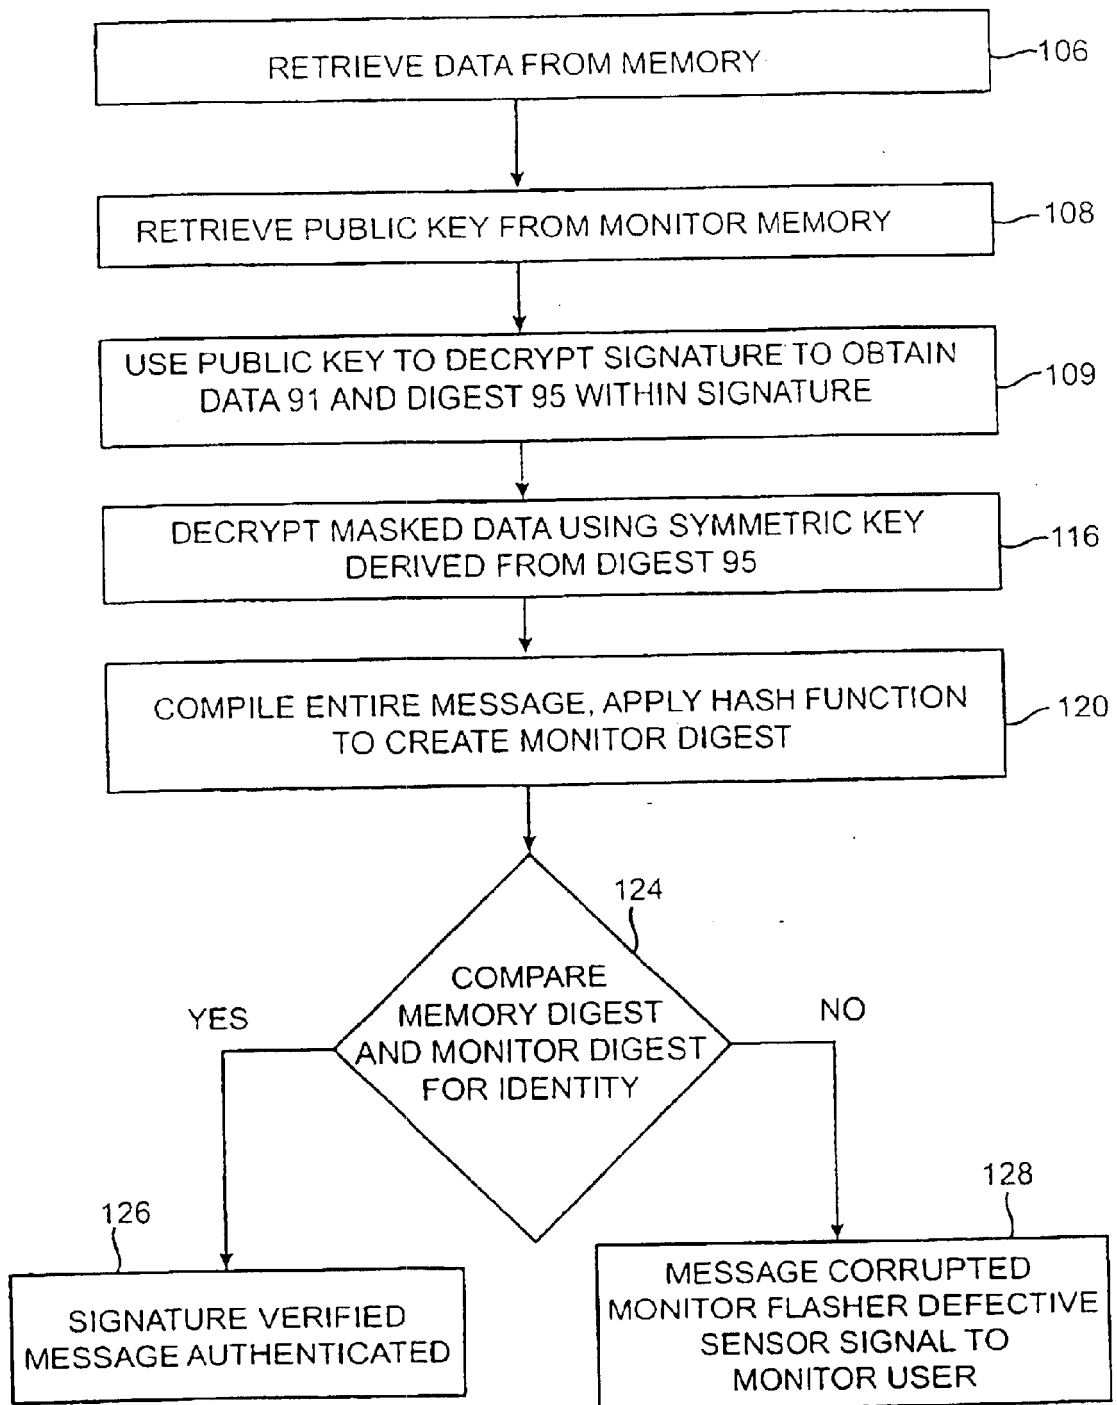 RETRIEVE DATA FROM MEMORY
106
RETRIEVE PUBLIC KEY FROM MONITOR MEMORY
108
USE PUBLIC KEY TO DECRYPT SIGNATURE TO OBTAIN
DATA 91 AND DIGEST 95 WITHIN SIGNATURE
109
DECRYPT MASKED DATA USING SYMMETRIC KEY
DERIVED FROM DIGEST 95
116
COMPILE ENTIRE MESSAGE, APPLY HASH FUNCTION
TO CREATE MONITOR DIGEST
120
124
COMPARE
MEMORY DIGEST
AND MONITOR DIGEST
FOR IDENTITY
YES
NO
126
SIGNATURE VERIFIED
MESSAGE AUTHENTICATED
128
MESSAGE CORRUPTED
MONITOR FLASHER DEFECTIVE
SENSOR SIGNAL TO
MONITOR USER